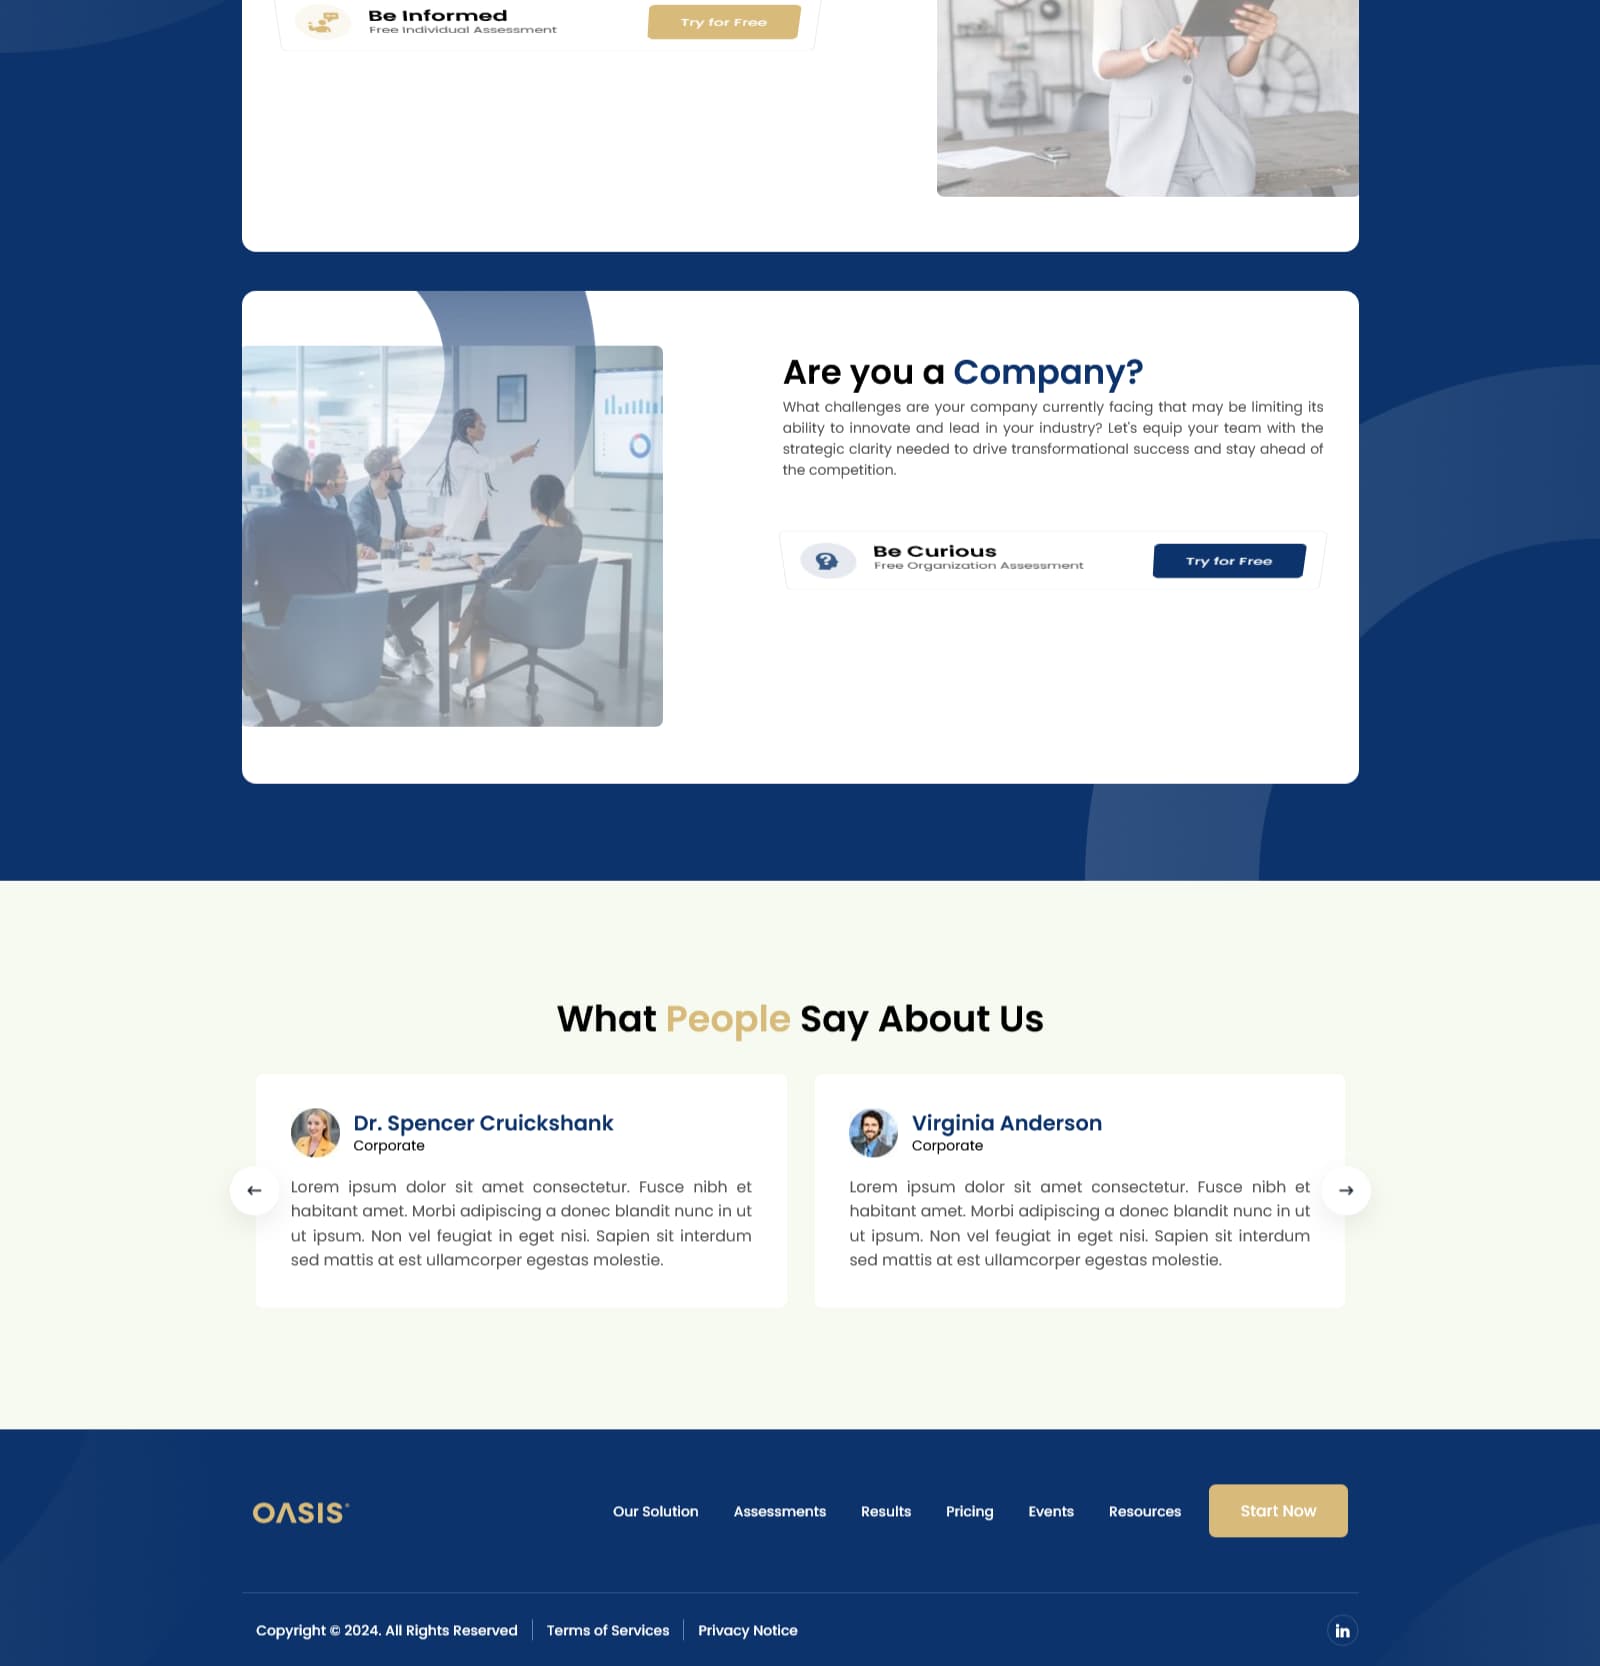 Be Informed
Free Individual Assessment
Try for Free
Are you a Company?
What challenges are your company currently facing that may be limiting its
ability to innovate and lead in your industry? Let's equip your team with the
strategic clarity needed to drive transformational success and stay ahead of
the competition.
Be Curious
Free Organization Assessment
Try for Free
What People Say About Us
Dr. Spencer Cruickshank
Corporate
Lorem ipsum dolor sit amet consectetur. Fusce nibh et
habitant amet. Morbi adipiscing a donec blandit nunc in ut
ut ipsum. Non vel feugiat in eget nisi. Sapien sit interdum
sed mattis at est ullamcorper egestas molestie.
Virginia Anderson
Corporate
Lorem ipsum dolor sit amet consectetur. Fusce nibh et
habitant amet. Morbi adipiscing a donec blandit nunc in ut
ut ipsum. Non vel feugiat in eget nisi. Sapien sit interdum
sed mattis at est ullamcorper egestas molestie.
OASIS
Our Solution
Assessments
Results
Pricing
Events
Resources
Start Now
Copyright © 2024. All Rights Reserved
Terms of Services
Privacy Notice
in